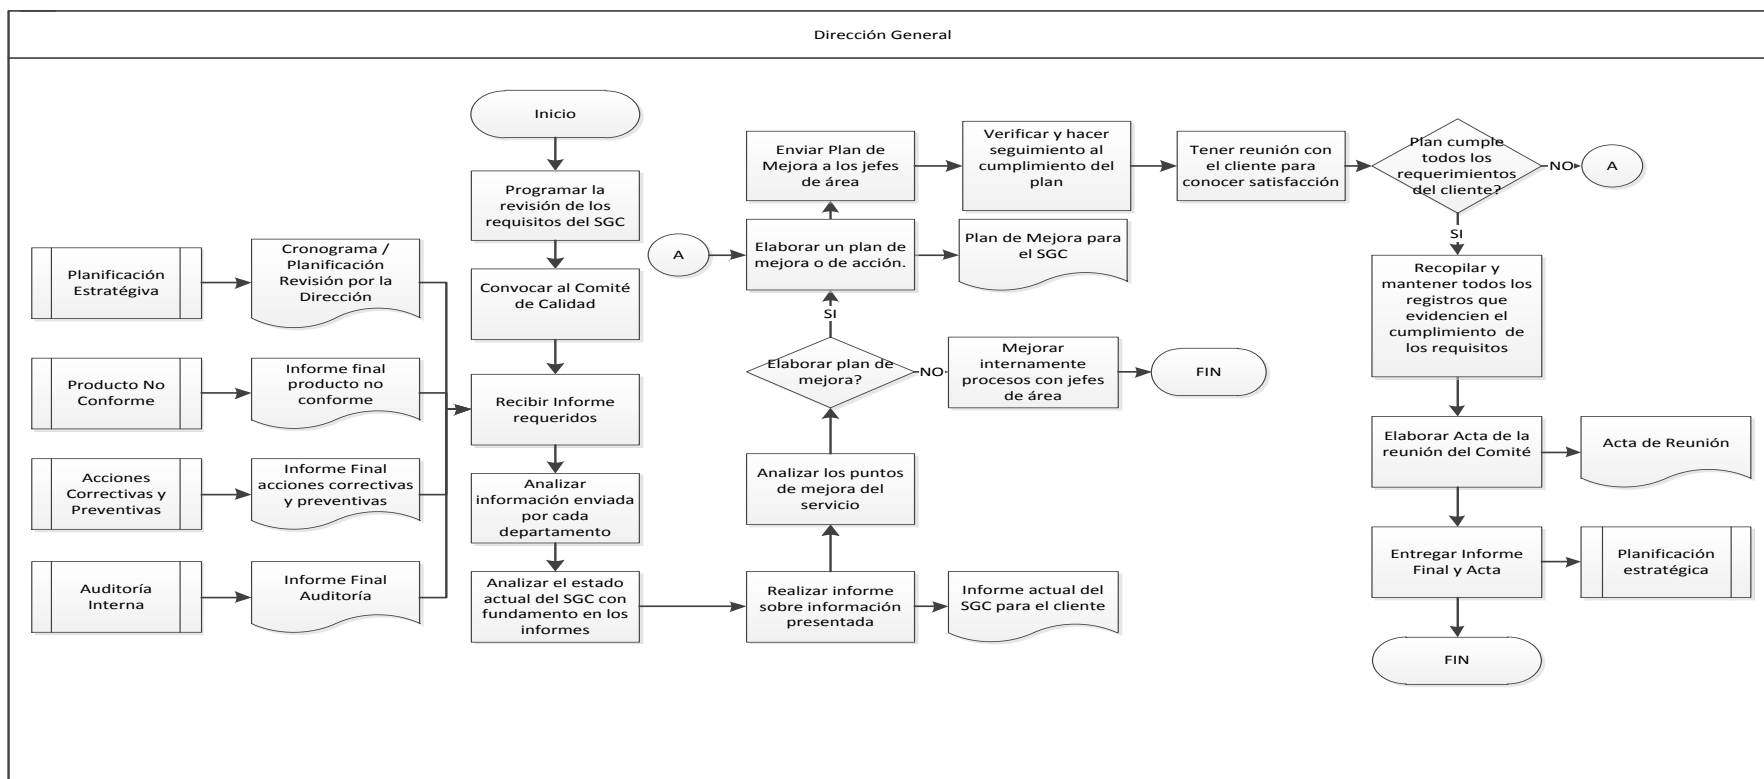 Dirección General
Inicio
Programar la
revisión de los
requisitos del SGC
Convocar al Comité
de Calidad
Recibir Informe
requeridos
Analizar
información enviada
por cada
departamento
Analizar el estado
actual del SGC con
fundamento en los
informes
Planificación
Estratégiva
Cronograma /
Planificación
Revisión por la
Dirección
Producto No
Conforme
Informe final
producto no
conforme
Acciones
Correctivas y
Preventivas
Informe Final
acciones correctivas
y preventivas
Auditoría
Interna
Informe Final
Auditoría
Realizar informe
sobre información
presentada
Informe actual del
SGC para el cliente
Analizar los puntos
de mejora del
servicio
Elaborar plan de
mejora?
NO
Mejorar
internamente
procesos con jefes
de área
FIN
SI
A
Elaborar un plan de
mejora o de acción.
Plan de Mejora para
el SGC
Enviar Plan de
Mejora a los jefes
de área
Verificar y hacer
seguimiento al
cumplimiento del
plan
Tener reunión con
el cliente para
conocer satisfacción
Plan cumple
todos los
requerimientos
del cliente?
NO
A
SI
Recopilar y
mantener todos los
registros que
evidencien el
cumplimiento de
los requisitos
Elaborar Acta de la
reunión del Comité
Acta de Reunión
Entregar Informe
Final y Acta
Planificación
estratégica
FIN